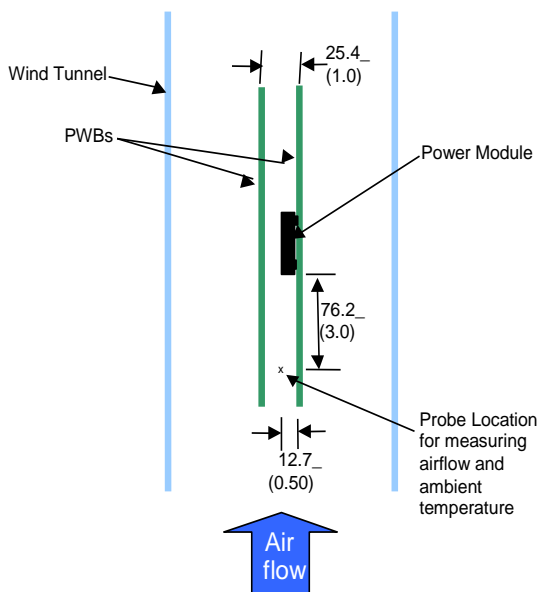 25.4_
(1.0)
Wind Tunnel
PWBs
Power Module
76.2_
(3.0)
x
Probe Location
for measuring
airflow and
ambient
temperature
12.7_
(0.50)
Air
flow